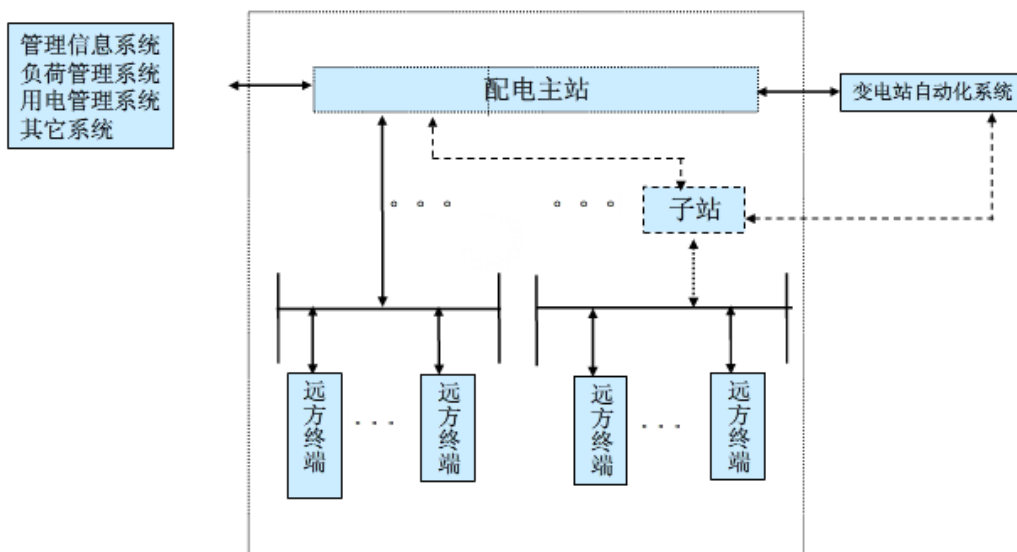 管理信息系统
负荷管理系统
用电管理系统
其它系统
配电主站
变电站自动化系统
子站
远方终端
远方终端
远方终端
远方终端